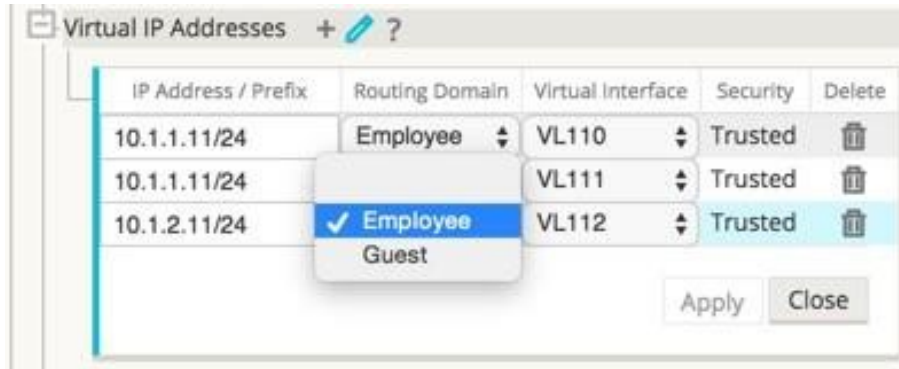 Virtual IP Addresses + ?
IP Address / Prefix Routing Domain Virtual Interface Security Delete
10.1.1.11/24 Employee VL110 Trusted
10.1.1.11/24 VL111 Trusted
10.1.2.11/24 ✓ Employee VL112 Trusted
Guest
Apply Close